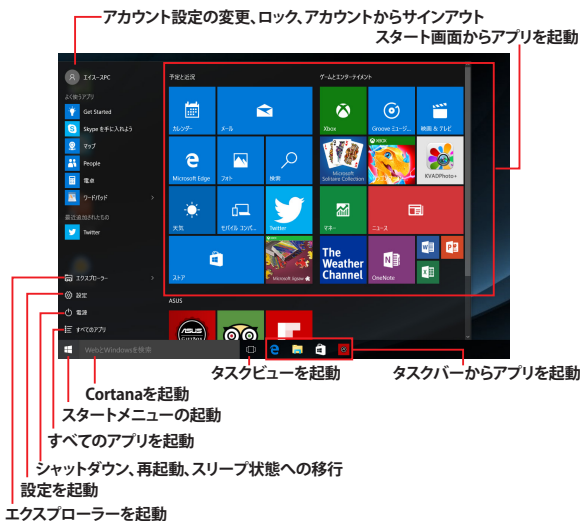 アカウント設定の変更、ロック、アカウントからサインアウト
スタート画面からアプリを起動
エイスースPC
よく使うアプリ
Get Started
Skype を手に入れよう
マップ
People
電卓
ワードパッド
最近追加されたもの
Twitter
エクスプローラー
設定
電源
すべてのアプリ
WebとWindowsを検索
予定と近況
カレンダー
メール
Microsoft Edge
フォト
検索
天気
モバイル コンパ...
Twitter
ストア
Microsoft Jigsaw
ゲームとエンターテイメント
Xbox
Groove ミュージ...
映画 & テレビ
Microsoft
Solitaire Collection
XBOX
KVADPhoto+
マネー
ニュース
The
Weather
Channel
OneNote
ASUS
/ISUS
GIFTBOX
タスクビューを起動
タスクバーからアプリを起動
Cortanaを起動
スタートメニューの起動
すべてのアプリを起動
シャットダウン、再起動、スリープ状態への移行
設定を起動
エクスプローラーを起動